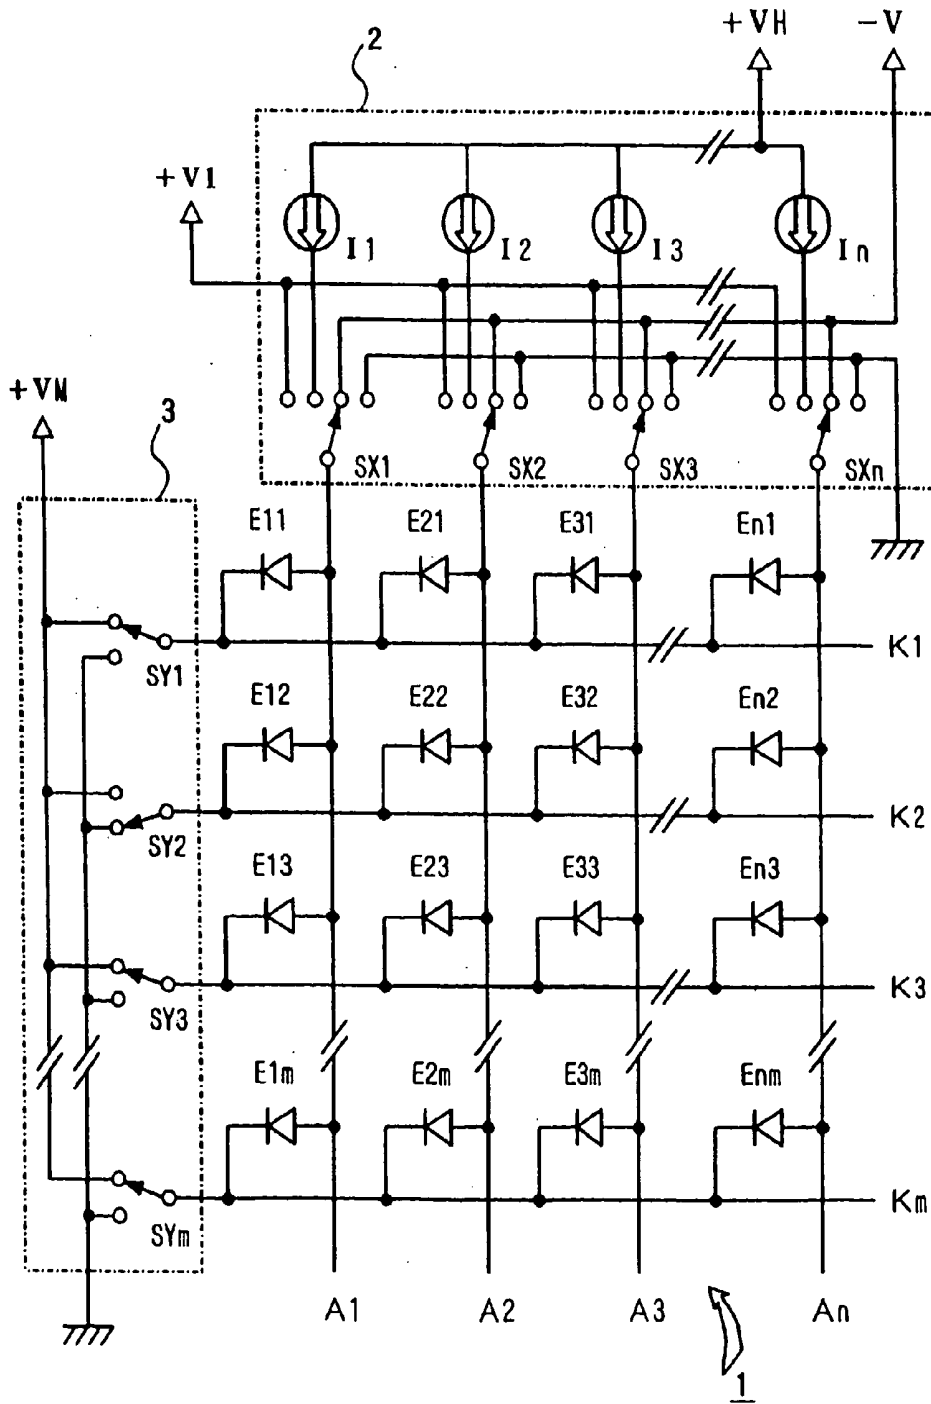 +VH -V
2
+V1
I1 I2 I3 In
+VM
3
SX1 SX2 SX3 SXn
E11 E21 E31 En1
SY1 K1
E12 E22 E32 En2
SY2 K2
E13 E23 E33 En3
SY3 K3
E1m E2m E3m Enm
SYm Km
A1 A2 A3 An
1